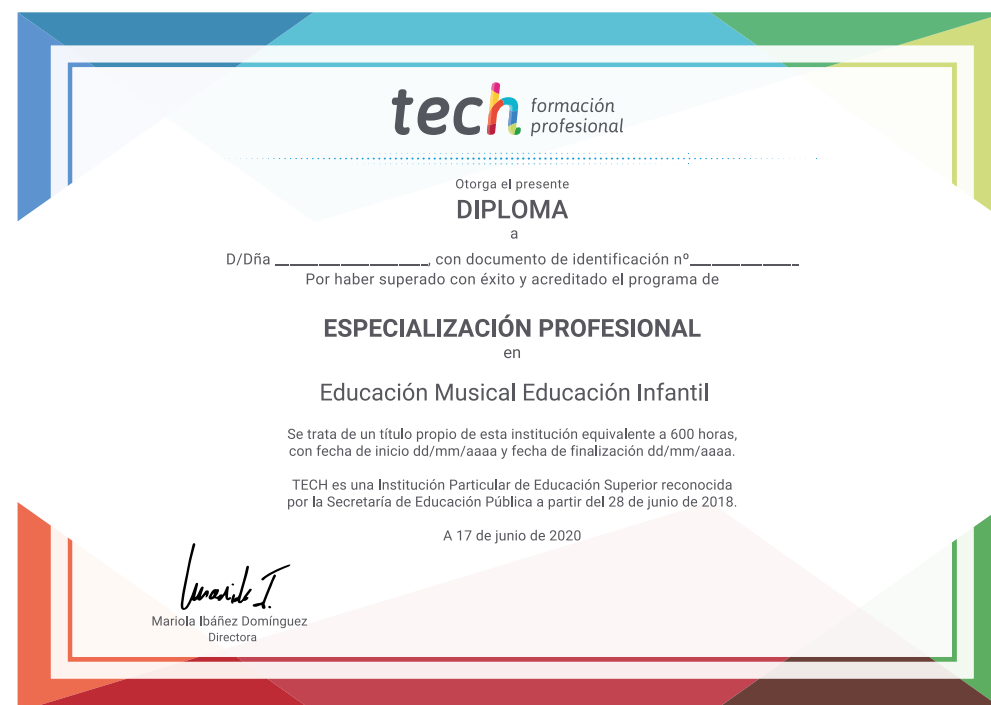 tech formación
profesional
Otorga el presente
DIPLOMA
a
D/Dña ____________________, con documento de identificación nº______________
Por haber superado con éxito y acreditado el programa de
ESPECIALIZACIÓN PROFESIONAL
en
Educación Musical Educación Infantil
Se trata de un título propio de esta institución equivalente a 600 horas,
con fecha de inicio dd/mm/aaaa y fecha de finalización dd/mm/aaaa.
TECH es una Institución Particular de Educación Superior reconocida
por la Secretaría de Educación Pública a partir del 28 de junio de 2018.
A 17 de junio de 2020
Mariola Ibáñez Domínguez
Directora